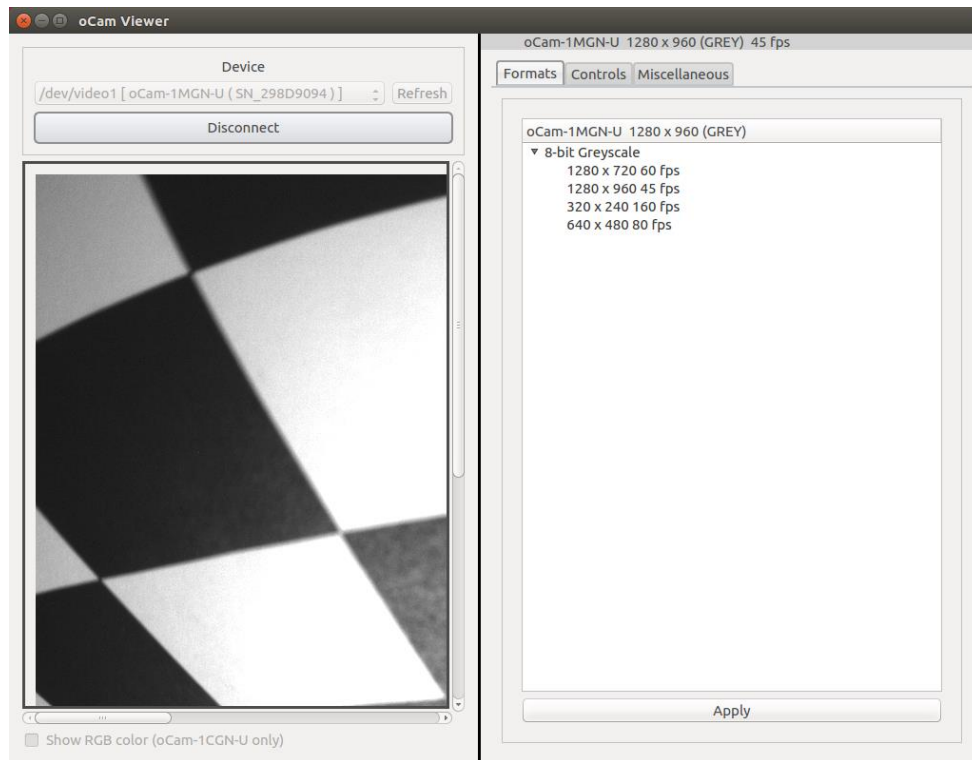 oCam Viewer
Device
/dev/video1 [ oCam-1MGN-U ( SN_298D9094 ) ]
Refresh
Disconnect
Show RGB color (oCam-1CGN-U only)
oCam-1MGN-U 1280 x 960 (GREY) 45 fps
Formats Controls Miscellaneous
oCam-1MGN-U 1280 x 960 (GREY)
8-bit Greyscale
1280 x 720 60 fps
1280 x 960 45 fps
320 x 240 160 fps
640 x 480 80 fps
Apply